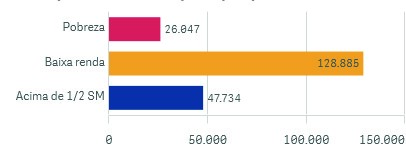 Pobreza 26.047
Baixa renda 128.885
Acima de 1/2 SM 47.734
0 50.000 100.000 150.000